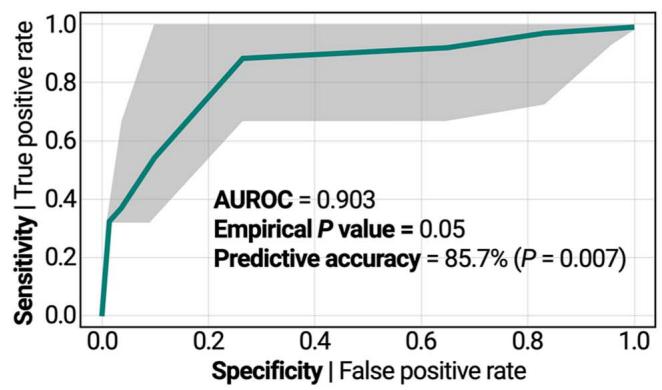 Sensitivity | True positive rate
1.0
0.8
0.6
0.4
0.2
0.0
AUROC = 0.903
Empirical P value = 0.05
Predictive accuracy = 85.7% (P = 0.007)
0.0 0.2 0.4 0.6 0.8 1.0
Specificity | False positive rate